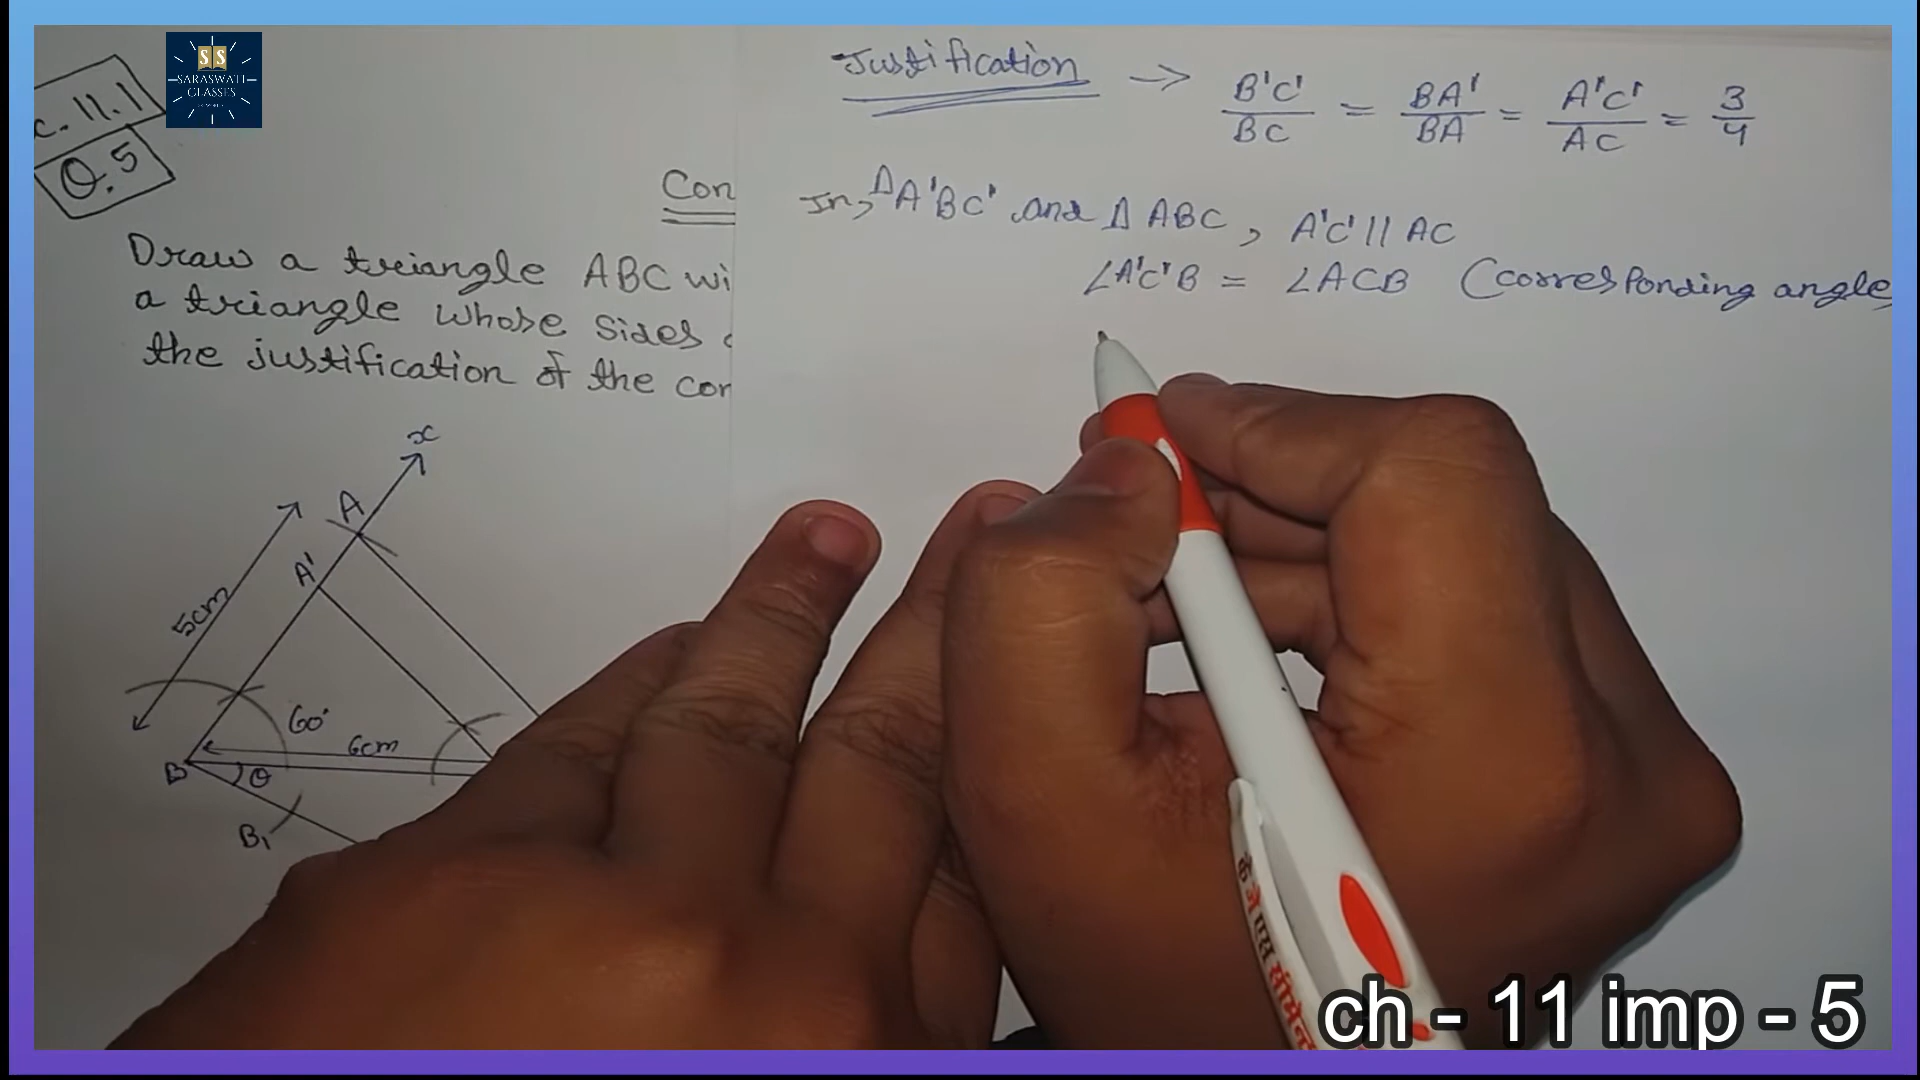 SS
SARASWATI
CLASSES
c. 11.1
Q.5
Con
Draw a triangle ABC wi
a triangle whose sides
the justification of the con
Justification → B'C'/BC = BA'/BA = A'C'/AC = 3/4
In, ΔA'BC' and Δ ABC, A'C' || AC
∠A'C'B = ∠ACB (corresponding angle
x
A
A'
5cm
60°
6cm
B
θ
B₁
ch - 11 imp - 5